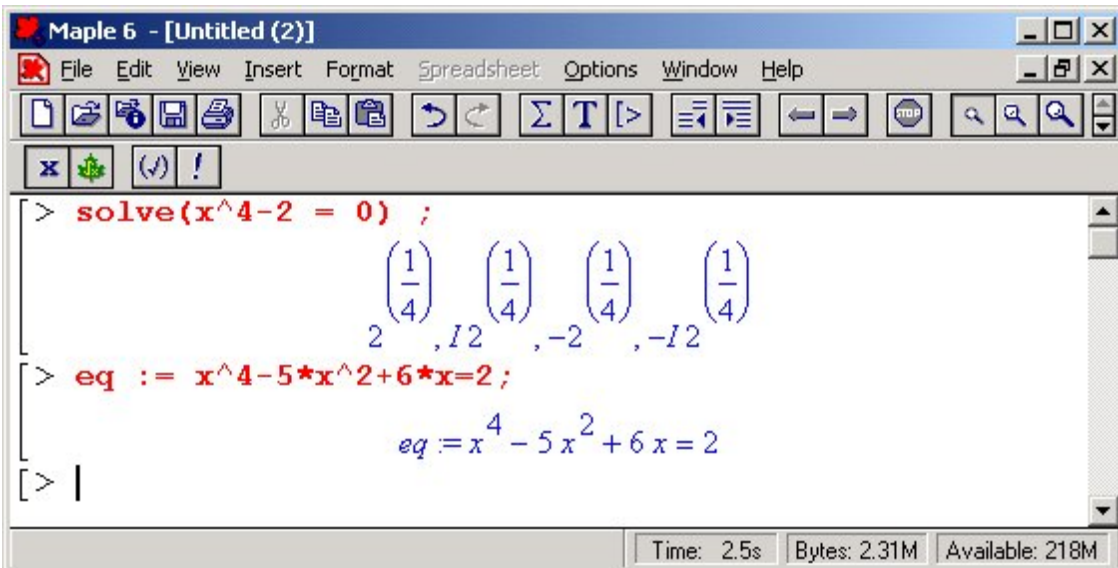 Maple 6 - [Untitled (2)]
File Edit View Insert Format Spreadsheet Options Window Help
Σ T [> STOP
x (√) !
[> solve(x^4-2 = 0) ;
2^(1/4), I 2^(1/4), -2^(1/4), -I 2^(1/4)
[> eq := x^4-5*x^2+6*x=2;
eq := x^4 - 5 x^2 + 6 x = 2
[>
Time: 2.5s Bytes: 2.31M Available: 218M